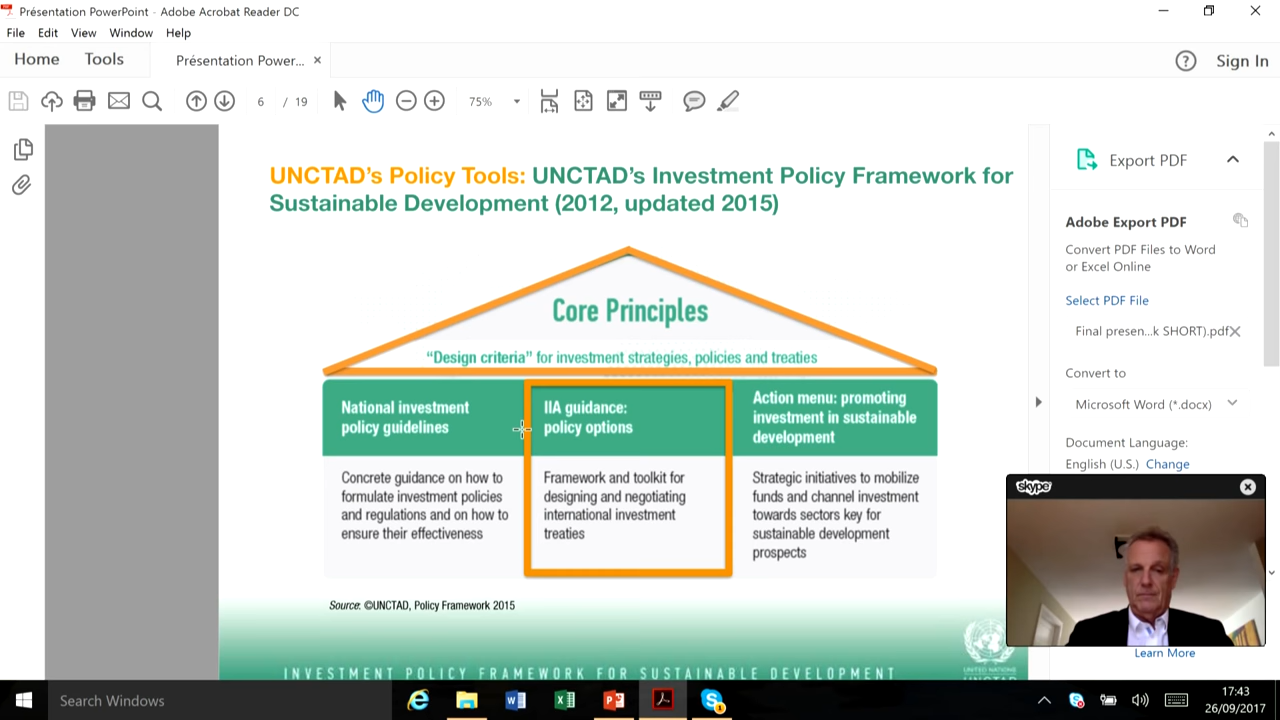 Présentation PowerPoint - Adobe Acrobat Reader DC
File Edit View Window Help
Home Tools Présentation Power... ×
Sign In
6 / 19 75%
Export PDF
UNCTAD's Policy Tools: UNCTAD's Investment Policy Framework for
Sustainable Development (2012, updated 2015)
Adobe Export PDF
Convert PDF Files to Word
or Excel Online
Select PDF File
Final presen...k SHORT).pdf
Convert to
Microsoft Word (*.docx)
Document Language:
English (U.S.) Change
Core Principles
“Design criteria” for investment strategies, policies and treaties
National investment
policy guidelines
Concrete guidance on how to
formulate investment policies
and regulations and on how to
ensure their effectiveness
IIA guidance:
policy options
Framework and toolkit for
designing and negotiating
international investment
treaties
Action menu: promoting
investment in sustainable
development
Strategic initiatives to mobilize
funds and channel investment
towards sectors key for
sustainable development
prospects
Source: ©UNCTAD, Policy Framework 2015
INVESTMENT POLICY FRAMEWORK FOR SUSTAINABLE DEVELOPMENT
UNITED NATIONS
UNCTAD
skype
Learn More
Search Windows
17:43
26/09/2017